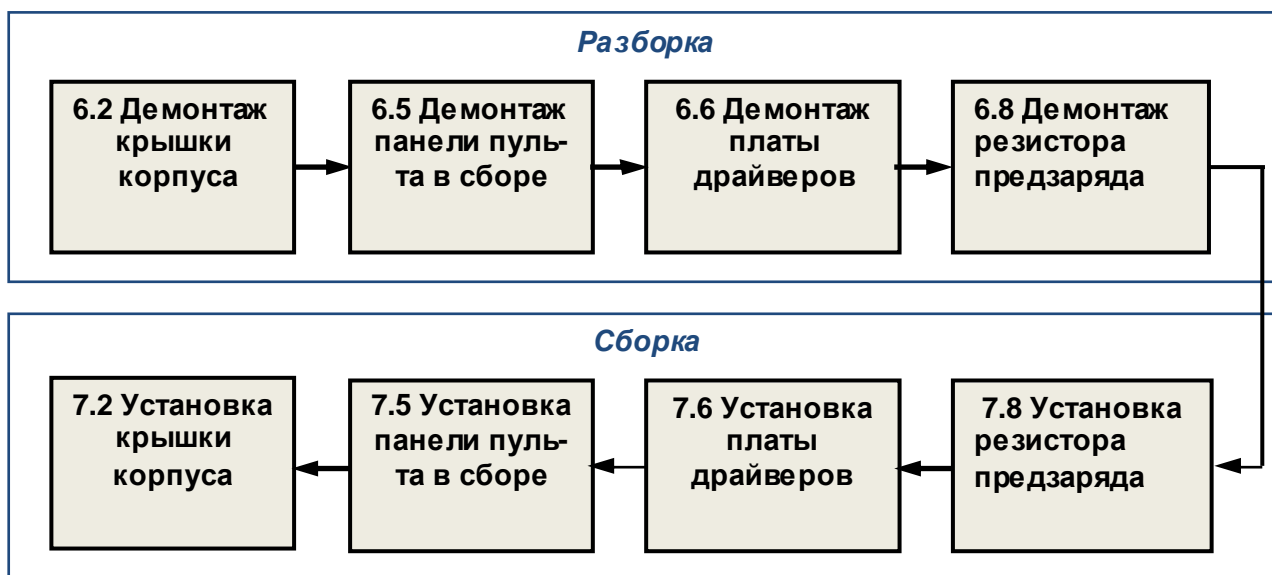 Разборка
6.2 Демонтаж
крышки
корпуса
6.5 Демонтаж
панели пуль-
та в сборе
6.6 Демонтаж
платы
драйверов
6.8 Демонтаж
резистора
предзаряда
Сборка
7.2 Установка
крышки
корпуса
7.5 Установка
панели пуль-
та в сборе
7.6 Установка
платы
драйверов
7.8 Установка
резистора
предзаряда